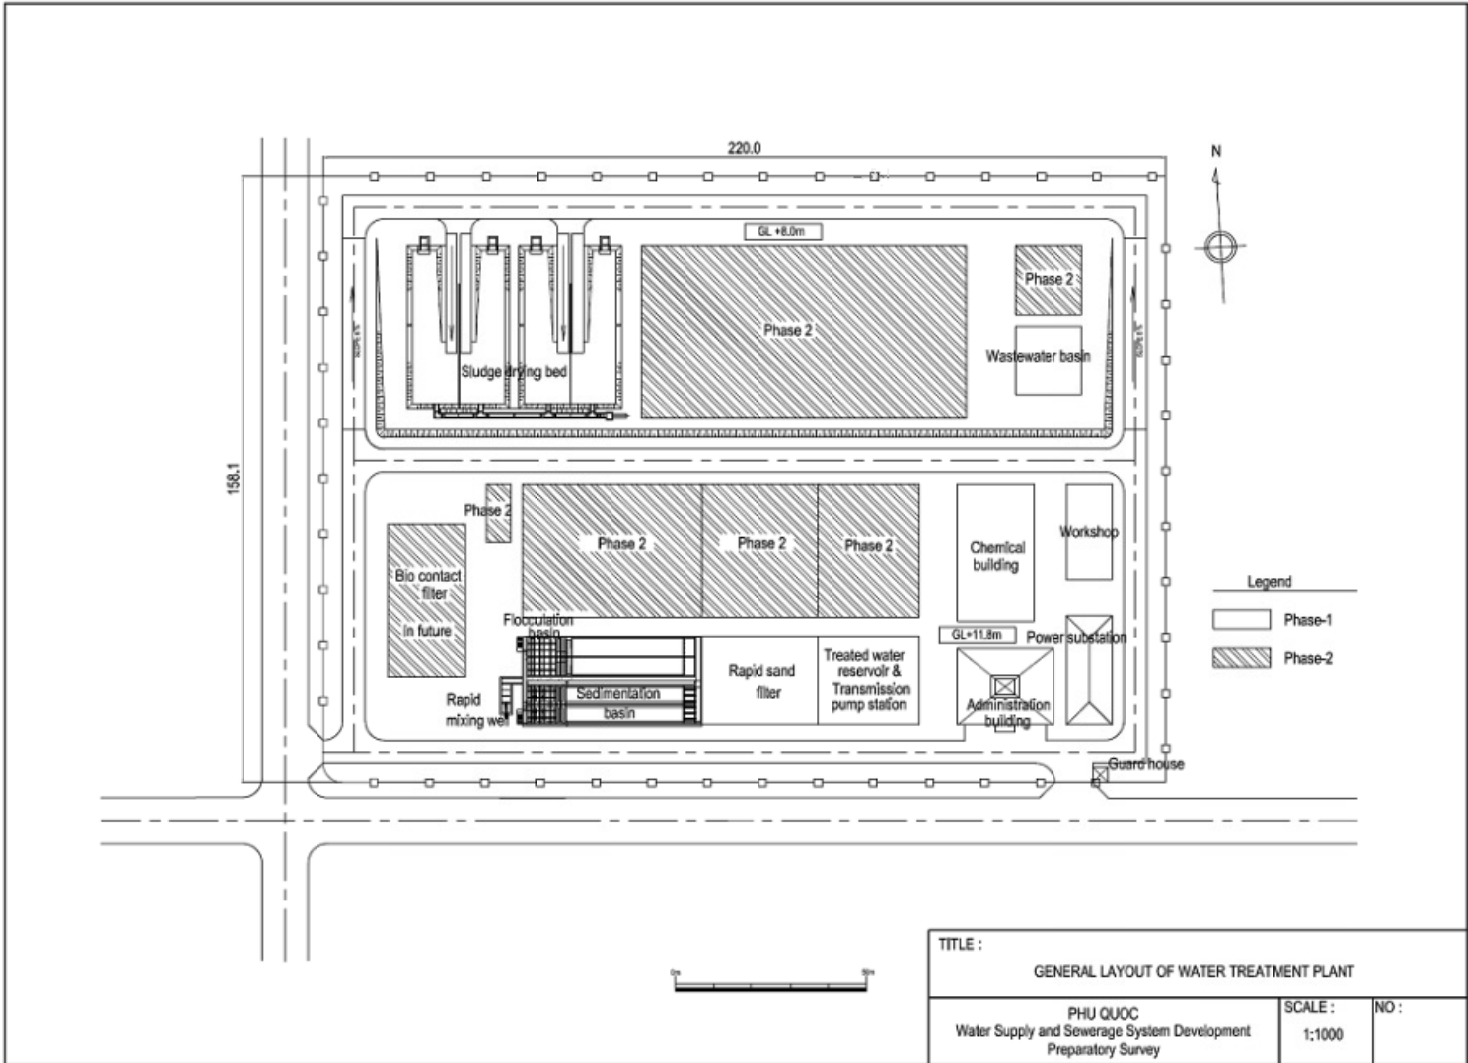 220.0
N
GL +8.0m
Phase 2
Phase 2
Wastewater basin
Sludge drying bed
158.1
Phase 2
Phase 2
Phase 2
Phase 2
Chemical
building
Workshop
Bio contact
filter
In future
Flocculation
basin
GL+11.8m
Power substation
Rapid
mixing well
Sedimentation
basin
Rapid sand
filter
Treated water
reservoir &
Transmission
pump station
Administration
building
Guard house
Legend
Phase-1
Phase-2
0m
50m
TITLE :
GENERAL LAYOUT OF WATER TREATMENT PLANT
PHU QUOC
Water Supply and Sewerage System Development
Preparatory Survey
SCALE :
1:1000
NO :